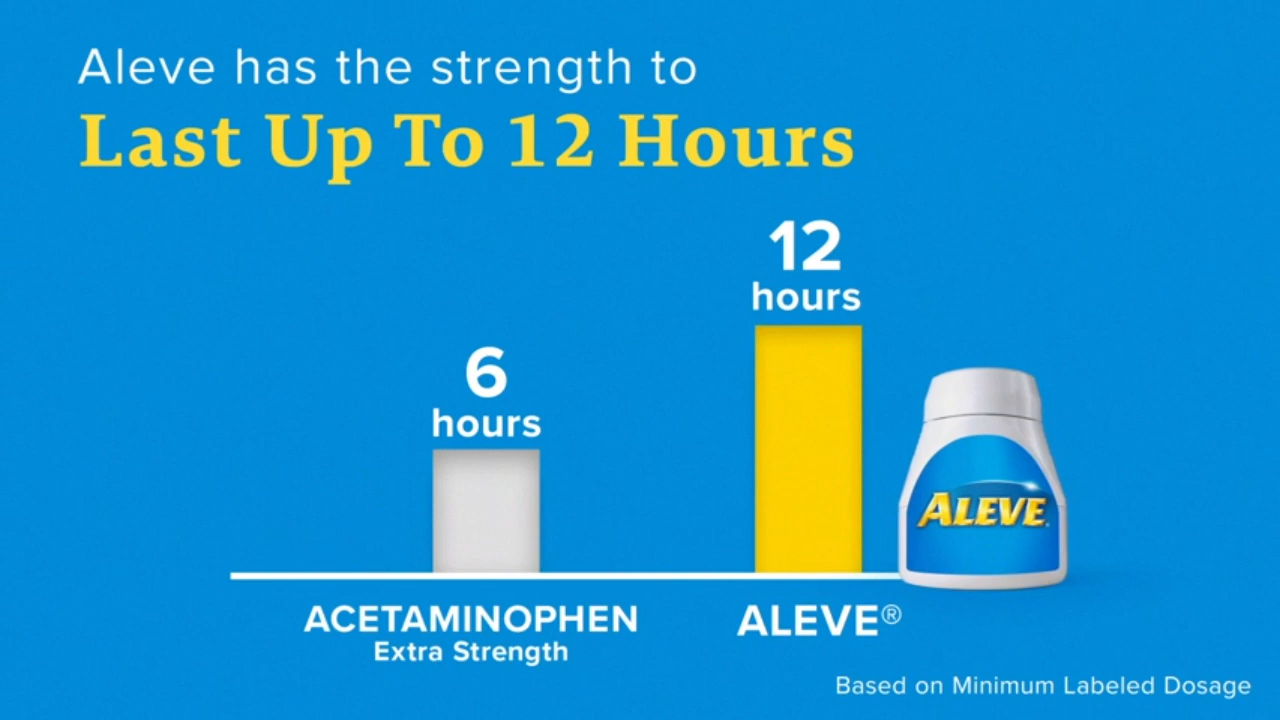 Aleve has the strength to
Last Up To 12 Hours
12
hours
6
hours
ALEVE
ACETAMINOPHEN
Extra Strength
ALEVE®
Based on Minimum Labeled Dosage